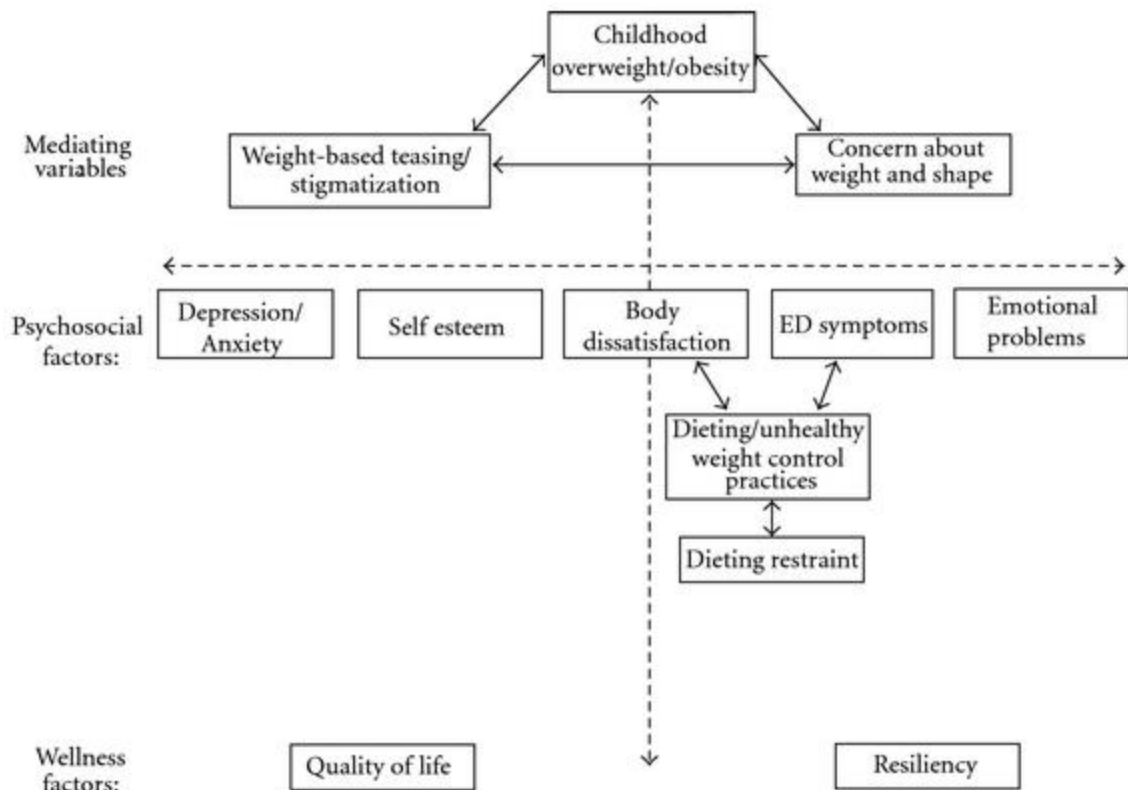 Childhood
overweight/obesity
Mediating
variables
Weight-based teasing/
stigmatization
Concern about
weight and shape
Psychosocial
factors:
Depression/
Anxiety
Self esteem
Body
dissatisfaction
ED symptoms
Emotional
problems
Dieting/unhealthy
weight control
practices
Dieting restraint
Wellness
factors:
Quality of life
Resiliency